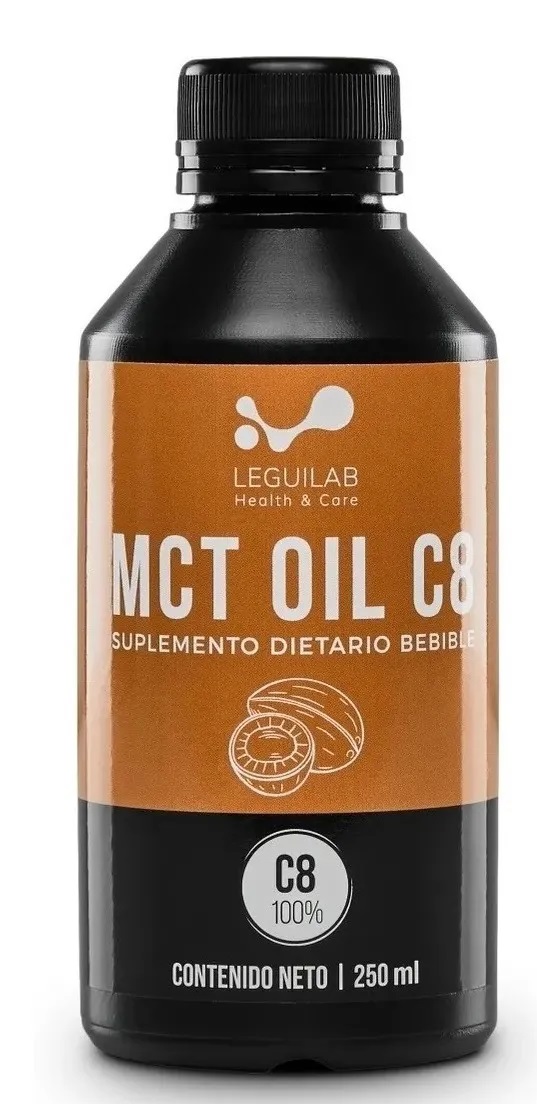 LEGUILAB
Health & Care
MCT OIL C8
SUPLEMENTO DIETARIO BEBIBLE
C8
100%
CONTENIDO NETO | 250 ml